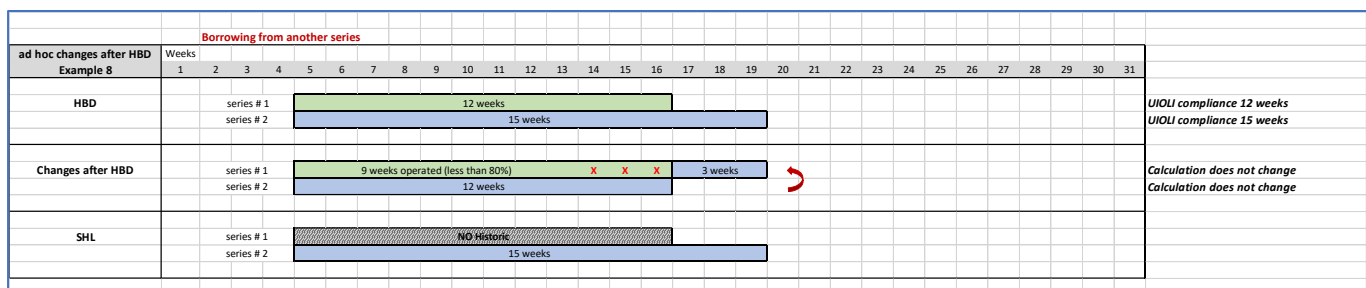 Borrowing from another series
ad hoc changes after HBD Weeks
Example 8 1 2 3 4 5 6 7 8 9 10 11 12 13 14 15 16 17 18 19 20 21 22 23 24 25 26 27 28 29 30 31
HBD series # 1 12 weeks UIOLI compliance 12 weeks
series # 2 15 weeks UIOLI compliance 15 weeks
Changes after HBD series # 1 9 weeks operated (less than 80%) X X X 3 weeks Calculation does not change
series # 2 12 weeks Calculation does not change
SHL series # 1 NO Historic
series # 2 15 weeks